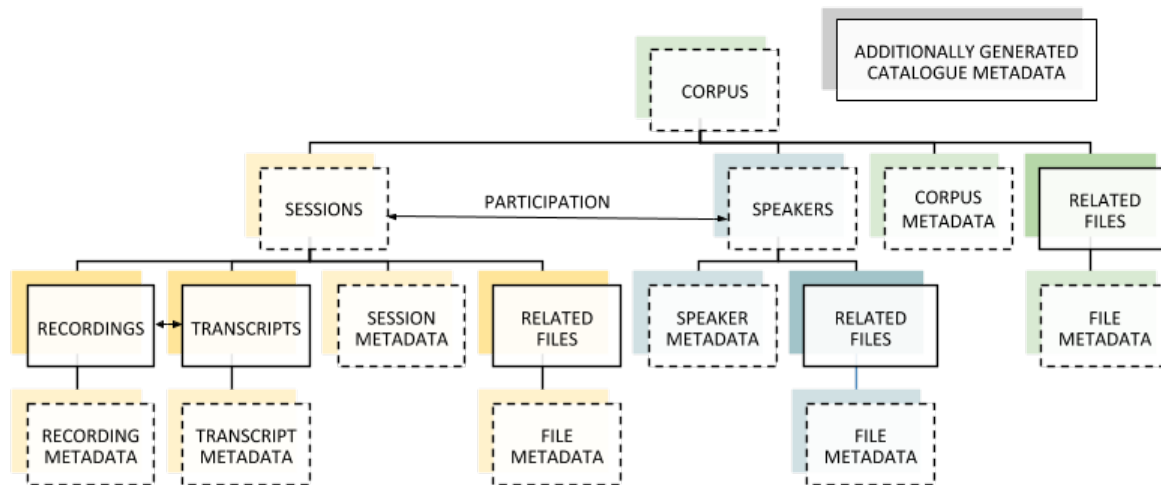 ADDITIONALLY GENERATED
CATALOGUE METADATA
CORPUS
SESSIONS
PARTICIPATION
SPEAKERS
CORPUS
METADATA
RELATED
FILES
RECORDINGS
TRANSCRIPTS
SESSION
METADATA
RELATED
FILES
SPEAKER
METADATA
RELATED
FILES
FILE
METADATA
RECORDING
METADATA
TRANSCRIPT
METADATA
FILE
METADATA
FILE
METADATA